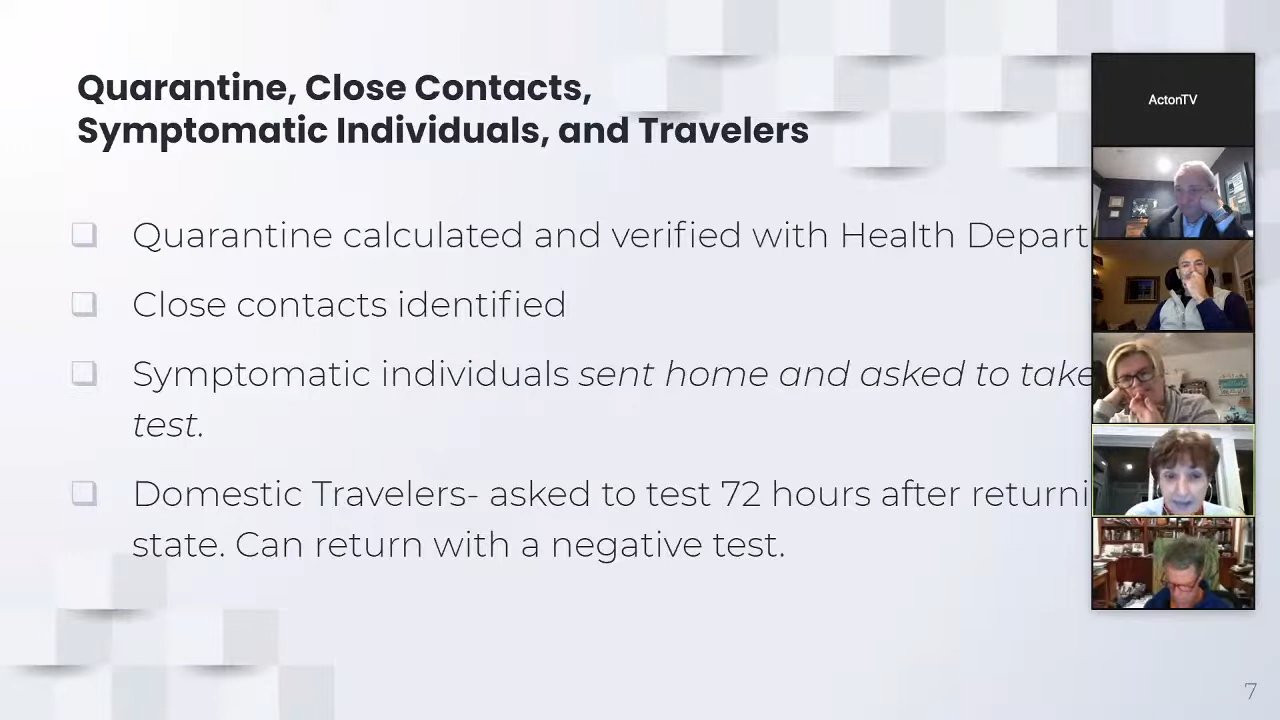 Quarantine, Close Contacts,
Symptomatic Individuals, and Travelers
Quarantine calculated and verified with Health Depart
Close contacts identified
Symptomatic individuals sent home and asked to take
test.
Domestic Travelers- asked to test 72 hours after returni
state. Can return with a negative test.
ActonTV
7